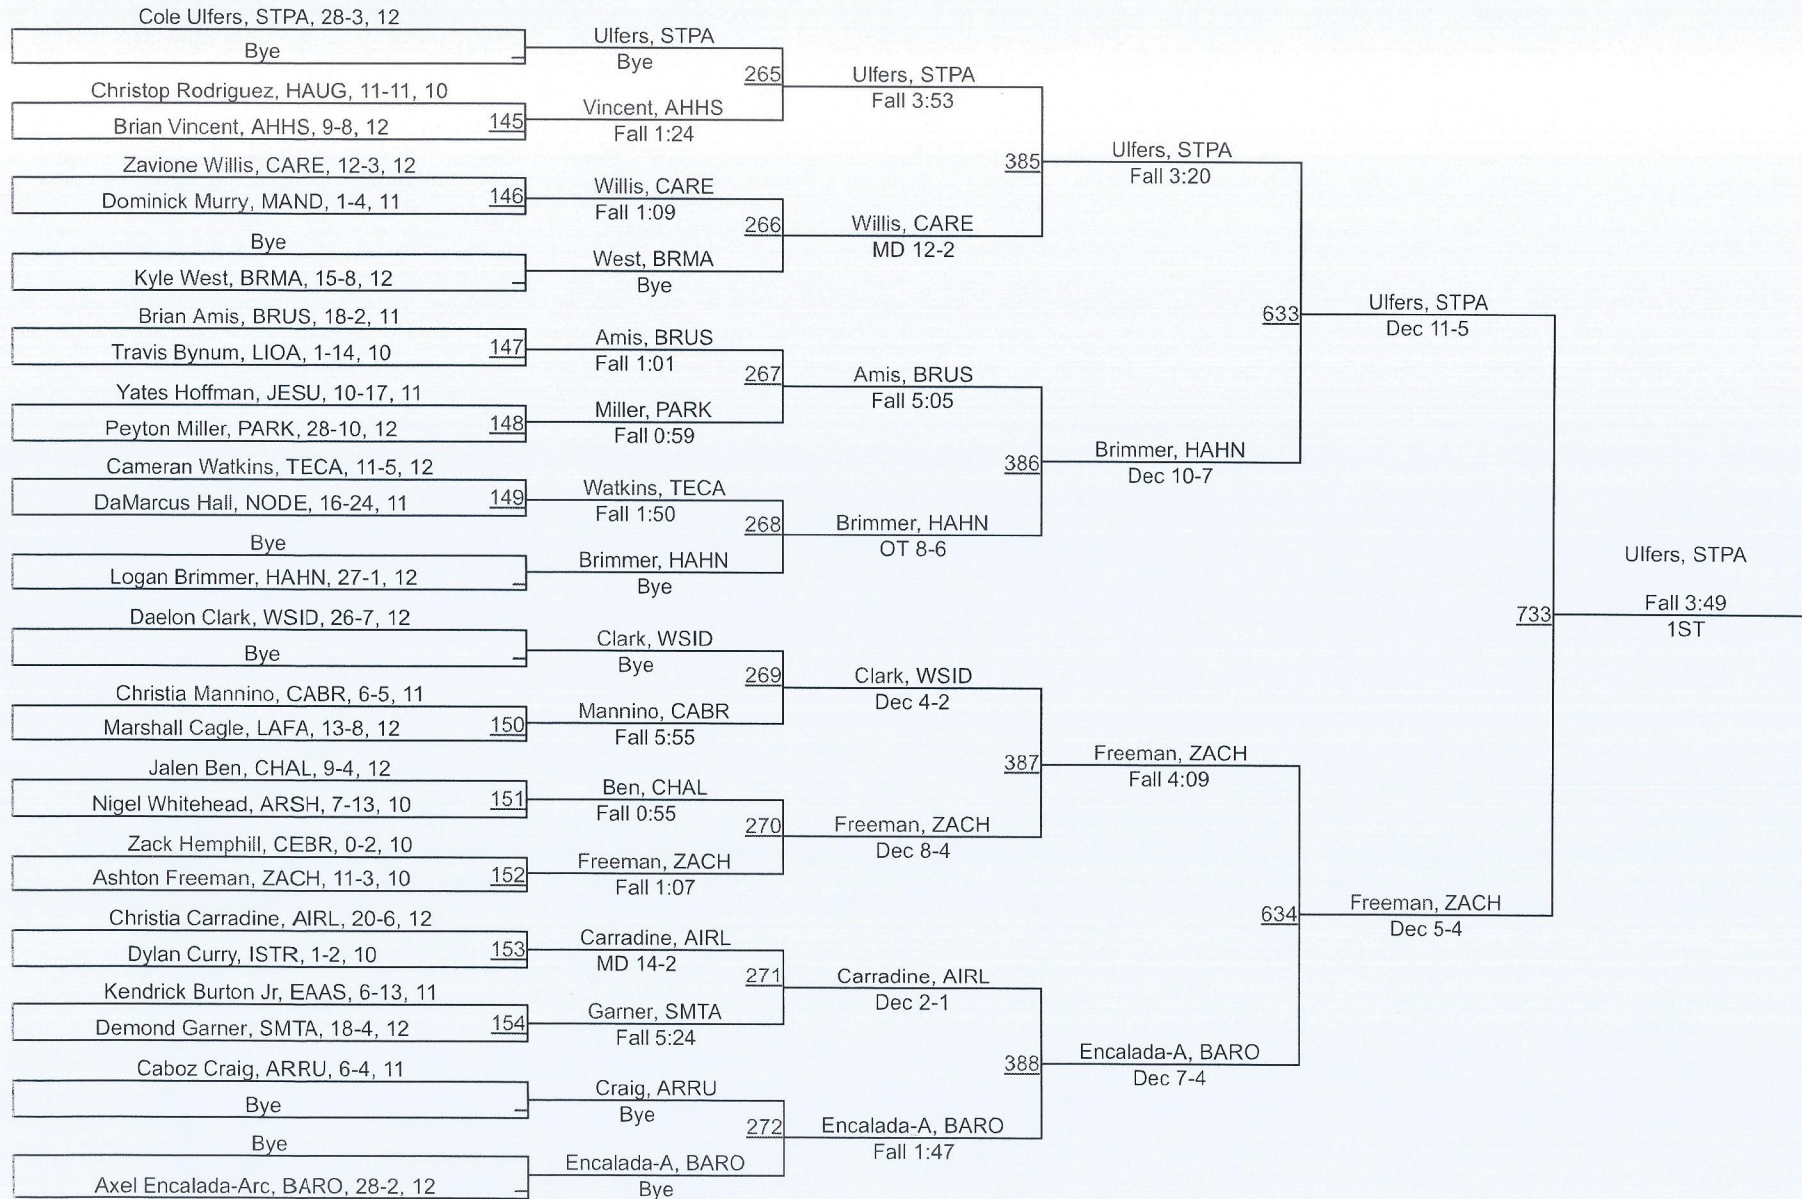 Cole Ulfers, STPA, 28-3, 12
Bye
Christop Rodriguez, HAUG, 11-11, 10
Brian Vincent, AHHS, 9-8, 12
145
Zavione Willis, CARE, 12-3, 12
Dominick Murry, MAND, 1-4, 11
146
Bye
Kyle West, BRMA, 15-8, 12
Brian Amis, BRUS, 18-2, 11
Travis Bynum, LIOA, 1-14, 10
147
Yates Hoffman, JESU, 10-17, 11
Peyton Miller, PARK, 28-10, 12
148
Cameran Watkins, TECA, 11-5, 12
DaMarcus Hall, NODE, 16-24, 11
149
Bye
Logan Brimmer, HAHN, 27-1, 12
Daelon Clark, WSID, 26-7, 12
Bye
Christia Mannino, CABR, 6-5, 11
Marshall Cagle, LAFA, 13-8, 12
150
Jalen Ben, CHAL, 9-4, 12
Nigel Whitehead, ARSH, 7-13, 10
151
Zack Hemphill, CEBR, 0-2, 10
Ashton Freeman, ZACH, 11-3, 10
152
Christia Carradine, AIRL, 20-6, 12
Dylan Curry, ISTR, 1-2, 10
153
Kendrick Burton Jr, EAAS, 6-13, 11
Demond Garner, SMTA, 18-4, 12
154
Caboz Craig, ARRU, 6-4, 11
Bye
Bye
Axel Encalada-Arc, BARO, 28-2, 12
Ulfers, STPA
Bye
265
Vincent, AHHS
Fall 1:24
Willis, CARE
Fall 1:09
266
West, BRMA
Bye
Amis, BRUS
Fall 1:01
267
Miller, PARK
Fall 0:59
Watkins, TECA
Fall 1:50
268
Brimmer, HAHN
Bye
Clark, WSID
Bye
269
Mannino, CABR
Fall 5:55
Ben, CHAL
Fall 0:55
270
Freeman, ZACH
Fall 1:07
Carradine, AIRL
MD 14-2
271
Garner, SMTA
Fall 5:24
Craig, ARRU
Bye
272
Encalada-A, BARO
Bye
Ulfers, STPA
Fall 3:53
385
Willis, CARE
MD 12-2
Amis, BRUS
Fall 5:05
386
Brimmer, HAHN
OT 8-6
Clark, WSID
Dec 4-2
387
Freeman, ZACH
Dec 8-4
Carradine, AIRL
Dec 2-1
388
Encalada-A, BARO
Fall 1:47
Ulfers, STPA
Fall 3:20
633
Brimmer, HAHN
Dec 10-7
Freeman, ZACH
Fall 4:09
634
Encalada-A, BARO
Dec 7-4
Ulfers, STPA
Dec 11-5
733
Freeman, ZACH
Dec 5-4
Ulfers, STPA
Fall 3:49
1ST